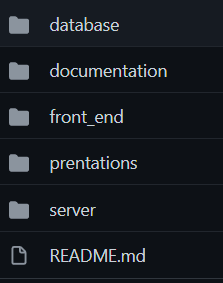 database
documentation
front_end
prentations
server
README.md